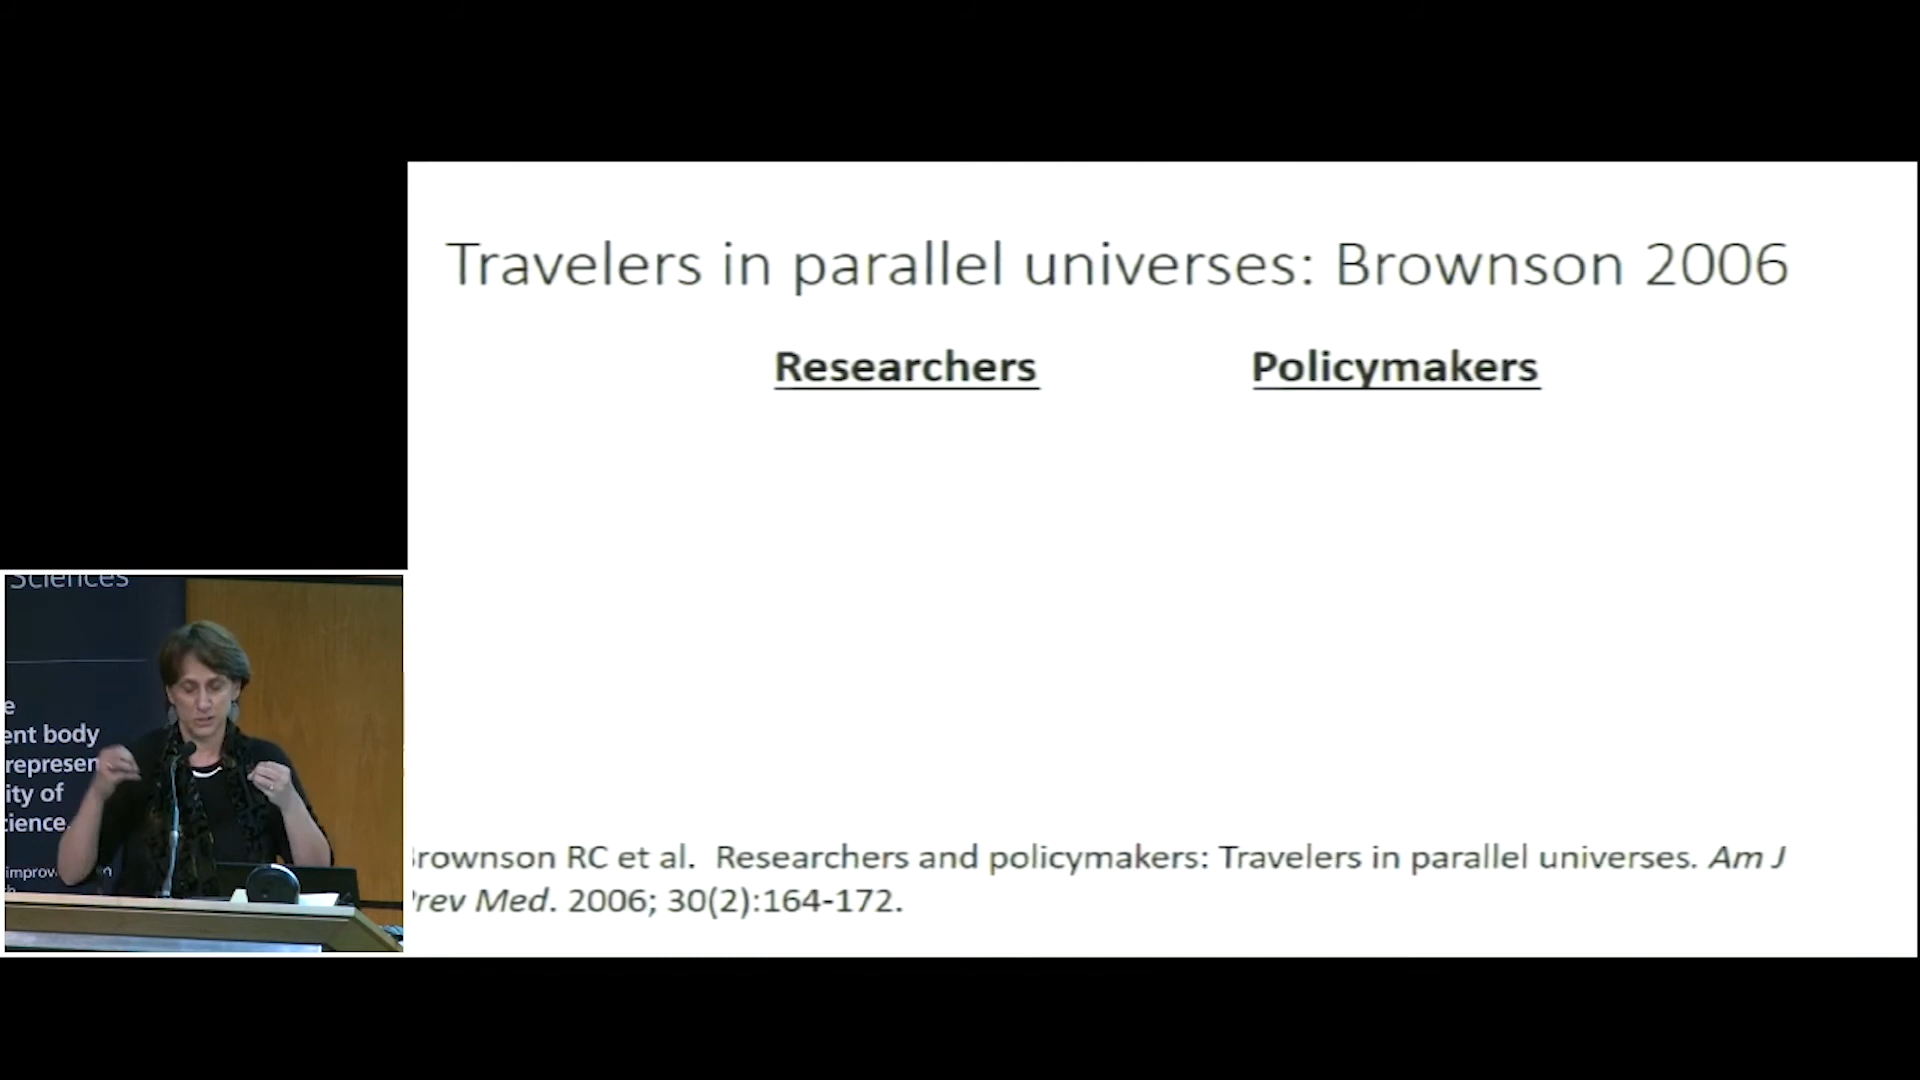 Travelers in parallel universes: Brownson 2006
Researchers Policymakers
rownson RC et al. Researchers and policymakers: Travelers in parallel universes. Am J
rev Med. 2006; 30(2):164-172.
Sciences
e
ent body
represen
ity of
cience.
improv